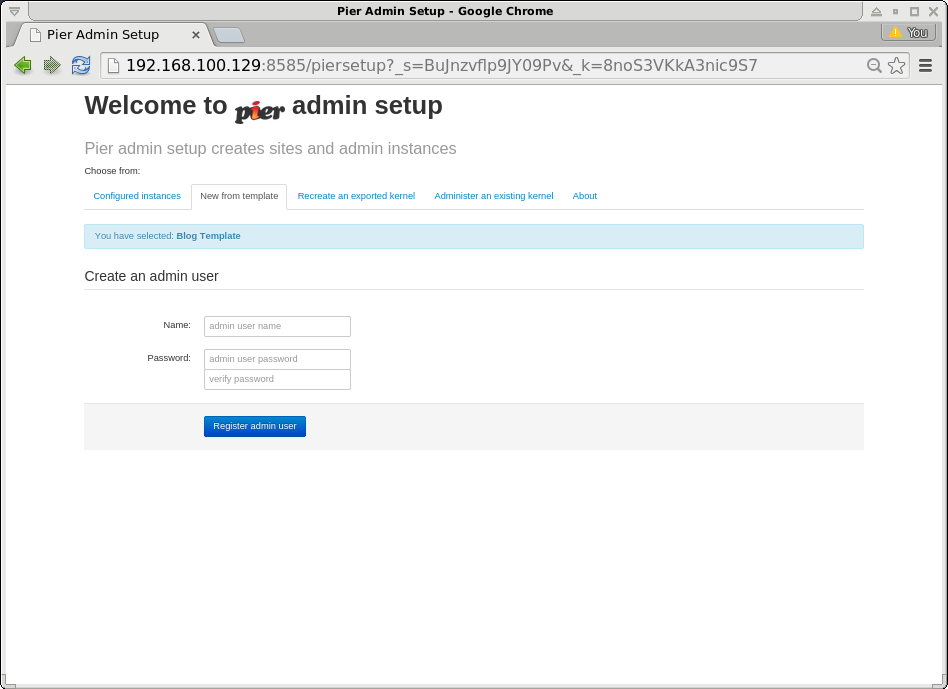 Pier Admin Setup - Google Chrome
Pier Admin Setup
You
192.168.100.129:8585/piersetup?_s=BuJnzvflp9JY09Pv&_k=8noS3VKkA3nic9S7
Welcome to pier admin setup
Pier admin setup creates sites and admin instances
Choose from:
Configured instances New from template Recreate an exported kernel Administer an existing kernel About
You have selected: Blog Template
Create an admin user
Name: admin user name
Password: admin user password
verify password
Register admin user